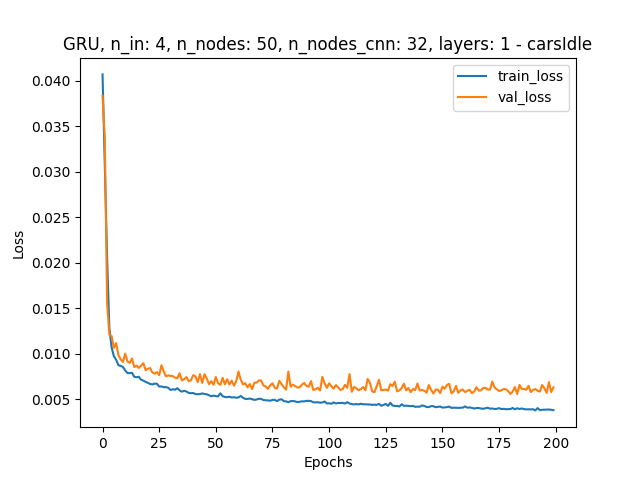 GRU, n_in: 4, n_nodes: 50, n_nodes_cnn: 32, layers: 1 - carsIdle
train_loss
val_loss
0.040
0.035
0.030
0.025
0.020
0.015
0.010
0.005
Loss
0 25 50 75 100 125 150 175 200
Epochs